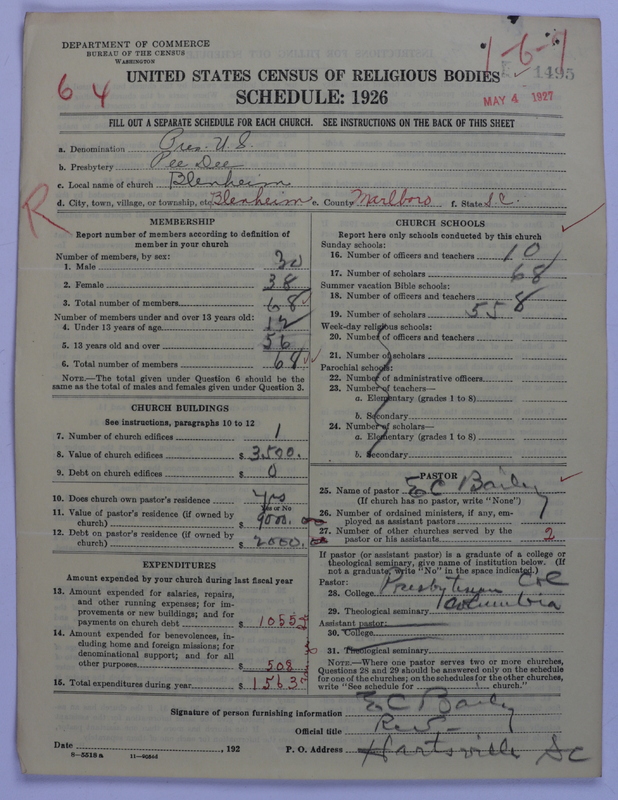 DEPARTMENT OF COMMERCE
BUREAU OF THE CENSUS
WASHINGTON
1-6-1
1495
64
MAY 4 1927
UNITED STATES CENSUS OF RELIGIOUS BODIES
SCHEDULE: 1926
FILL OUT A SEPARATE SCHEDULE FOR EACH CHURCH. SEE INSTRUCTIONS ON THE BACK OF THIS SHEET
a. Denomination Pres. U.S.
b. Presbytery Pee Dee
c. Local name of church Blenheim
d. City, town, village, or township, etc. Blenheim e. County Marlboro f. State S.C.
R
MEMBERSHIP
Report number of members according to definition of
member in your church
Number of members, by sex:
1. Male 30
2. Female 38
3. Total number of members 68
Number of members under and over 13 years old:
4. Under 13 years of age 12
5. 13 years old and over 56
6. Total number of members 68
NOTE.—The total given under Question 6 should be the
same as the total of males and females given under Question 3.
CHURCH BUILDINGS
See instructions, paragraphs 10 to 12
7. Number of church edifices 1
8. Value of church edifices $ 3500.
9. Debt on church edifices $ 0
10. Does church own pastor's residence yes
Yes or No
11. Value of pastor's residence (if owned by
church) $ 9000.00
12. Debt on pastor's residence (if owned by
church) $ 2000.00
EXPENDITURES
Amount expended by your church during last fiscal year
13. Amount expended for salaries, repairs,
and other running expenses; for im-
provements or new buildings; and for
payments on church debt $ 1055
14. Amount expended for benevolences, in-
cluding home and foreign missions; for
denominational support; and for all
other purposes $ 508
15. Total expenditures during year $ 1563
CHURCH SCHOOLS
Report here only schools conducted by this church
Sunday schools:
16. Number of officers and teachers 10
17. Number of scholars 68
Summer vacation Bible schools:
18. Number of officers and teachers 8
19. Number of scholars 55
Week-day religious schools:
20. Number of officers and teachers
21. Number of scholars
Parochial schools:
22. Number of administrative officers
23. Number of teachers—
a. Elementary (grades 1 to 8)
b. Secondary
24. Number of scholars—
a. Elementary (grades 1 to 8)
b. Secondary
PASTOR
25. Name of pastor E C Bailey
(If church has no pastor, write "None")
26. Number of ordained ministers, if any, em-
ployed as assistant pastors
27. Number of other churches served by the
pastor or his assistants 2
If pastor (or assistant pastor) is a graduate of a college or
theological seminary, give name of institution below. (If
not a graduate, write "No" in the space indicated.)
Pastor:
28. College Presbyterian C of C
29. Theological seminary Columbia
Assistant pastor:
30. College
31. Theological seminary
NOTE.—Where one pastor serves two or more churches,
Questions 28 and 29 should be answered only on the schedule
for one of the churches; on the schedules for the other churches,
write "See schedule for church."
Signature of person furnishing information E C Bailey
Official title Rev
Date , 192 P. O. Address Hartsville SC
8-5518a